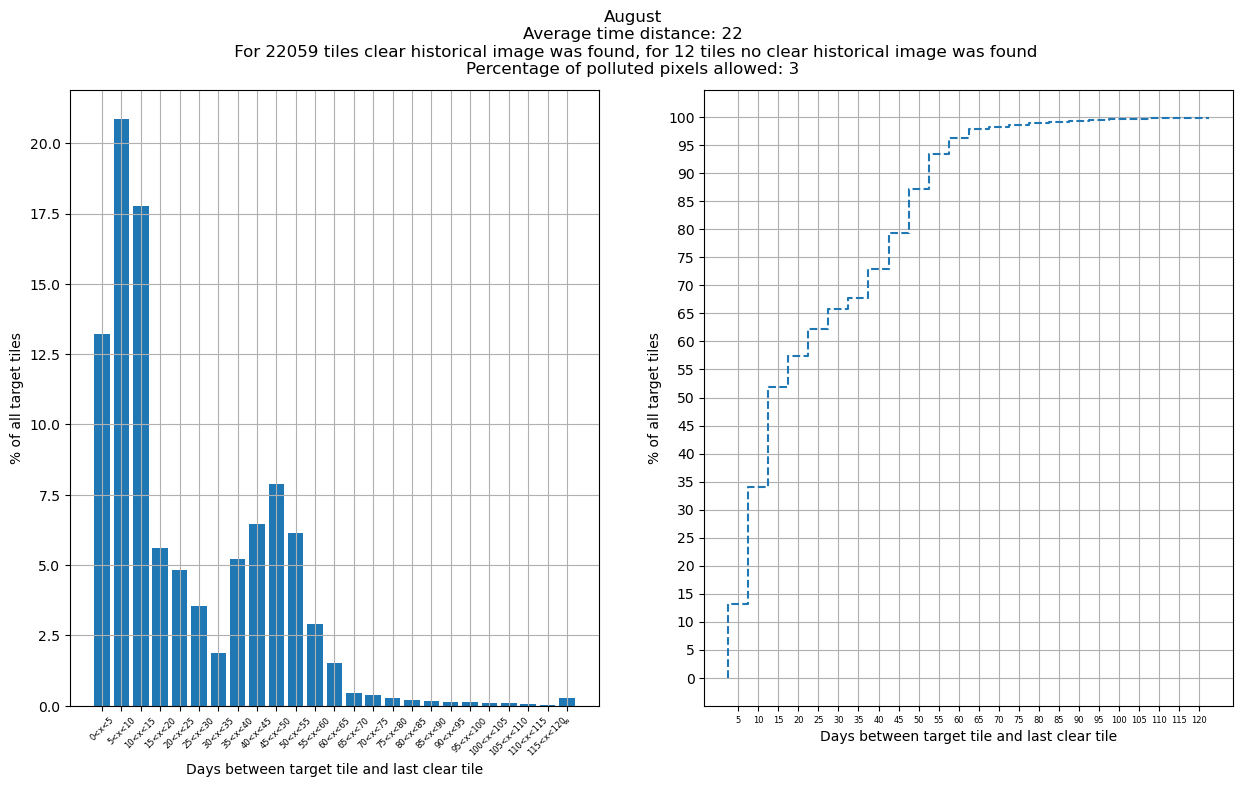 August
Average time distance: 22
For 22059 tiles clear historical image was found, for 12 tiles no clear historical image was found
Percentage of polluted pixels allowed: 3
% of all target tiles
20.0
17.5
15.0
12.5
10.0
7.5
5.0
2.5
0.0
0<x<5
5<x<10
10<x<15
15<x<20
20<x<25
25<x<30
30<x<35
35<x<40
40<x<45
45<x<50
50<x<55
55<x<60
60<x<65
65<x<70
70<x<75
75<x<80
80<x<85
85<x<90
90<x<95
95<x<100
100<x<105
105<x<110
110<x<115
115<x<120
Days between target tile and last clear tile
% of all target tiles
100
95
90
85
80
75
70
65
60
55
50
45
40
35
30
25
20
15
10
5
0
5 10 15 20 25 30 35 40 45 50 55 60 65 70 75 80 85 90 95 100 105 110 115 120
Days between target tile and last clear tile